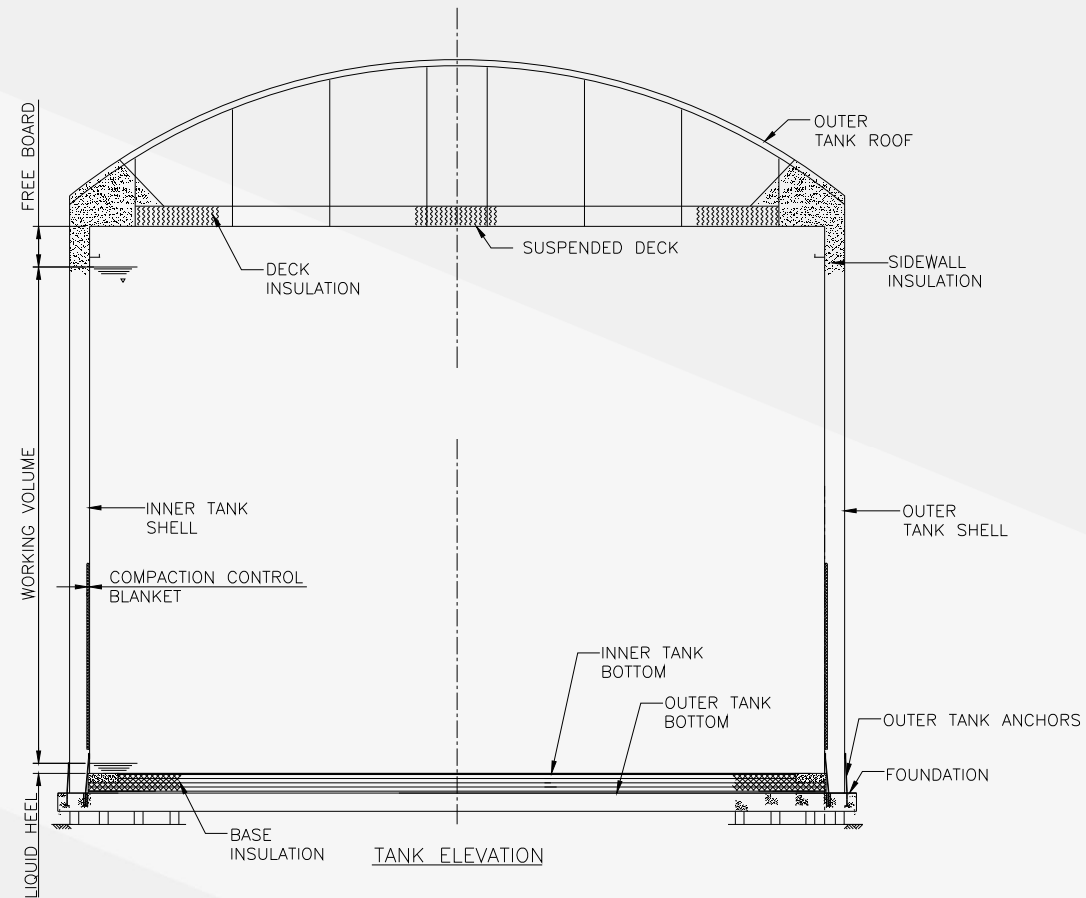 FREE BOARD
OUTER
TANK ROOF
SUSPENDED DECK
DECK
INSULATION
SIDEWALL
INSULATION
WORKING VOLUME
INNER TANK
SHELL
OUTER
TANK SHELL
COMPACTION CONTROL
BLANKET
INNER TANK
BOTTOM
OUTER TANK
BOTTOM
OUTER TANK ANCHORS
FOUNDATION
LIQUID HEEL
BASE
INSULATION
TANK ELEVATION